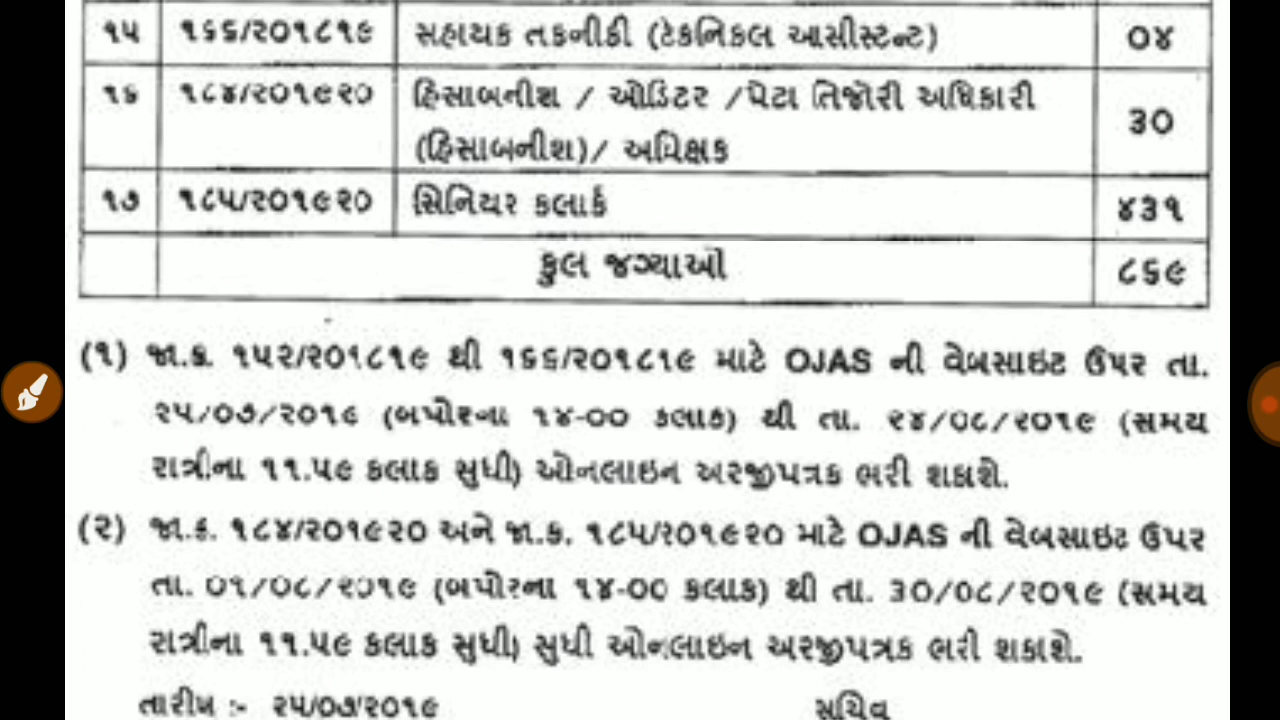 ૧૫ ૧૬૬/૨૦૧૮૧૯ સહાયક તકનીકી (ટેકનિકલ આસીસ્ટન્ટ) ૦૪
૧૬ ૧૮૪/૨૦૧૯૨૦ હિસાબનીશ / ઓડિટર /પેટા તિજોરી અધિકારી
(હિસાબનીશ)/ અધિક્ષક ૩૦
૧૭ ૧૮૫/૨૦૧૯૨૦ સિનિયર કલાર્ક ૪૩૧
કુલ જગ્યાઓ ૮૬૯
(૧) જા.ક્ર. ૧૫૨/૨૦૧૮૧૯ થી ૧૬૬/૨૦૧૮૧૯ માટે OJAS ની વેબસાઇટ ઉપર તા.
૨૫/૦૭/૨૦૧૯ (બપોરના ૧૪-૦૦ કલાક) થી તા. ૨૪/૦૮/૨૦૧૯ (સમય
રાત્રીના ૧૧.૫૯ કલાક સુધી) ઓનલાઇન અરજીપત્રક ભરી શકાશે.
(૨) જા.ક્ર. ૧૮૪/૨૦૧૯૨૦ અને જા.ક્ર. ૧૮૫/૨૦૧૯૨૦ માટે OJAS ની વેબસાઇટ ઉપર
તા. ૦૧/૦૮/૨૦૧૯ (બપોરના ૧૪-૦૦ કલાક) થી તા. ૩૦/૦૮/૨૦૧૯ (સમય
રાત્રીના ૧૧.૫૯ કલાક સુધી) સુધી ઓનલાઇન અરજીપત્રક ભરી શકાશે.
તારીખ :- ૨૫/૦૭/૨૦૧૯ સચિવ